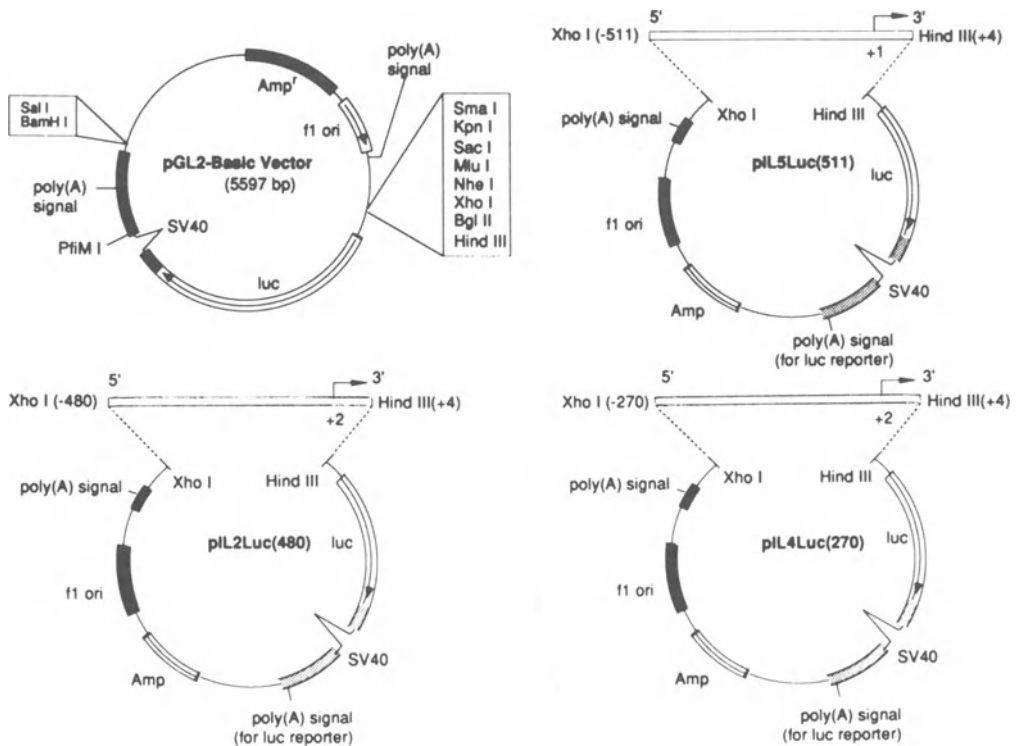 Sal I
BamH I
Amp^r
poly(A)
signal
f1 ori
pGL2-Basic Vector
(5597 bp)
poly(A)
signal
PflM I
SV40
luc
Sma I
Kpn I
Sac I
Mlu I
Nhe I
Xho I
Bgl II
Hind III
5'
3'
Xho I (-511)
+1
Hind III(+4)
Xho I
Hind III
poly(A) signal
pIL5Luc(511)
luc
f1 ori
Amp
SV40
poly(A) signal
(for luc reporter)
5'
3'
Xho I (-480)
+2
Hind III(+4)
Xho I
Hind III
poly(A) signal
pIL2Luc(480)
luc
f1 ori
Amp
SV40
poly(A) signal
(for luc reporter)
5'
3'
Xho I (-270)
+2
Hind III(+4)
Xho I
Hind III
poly(A) signal
pIL4Luc(270)
luc
f1 ori
Amp
SV40
poly(A) signal
(for luc reporter)